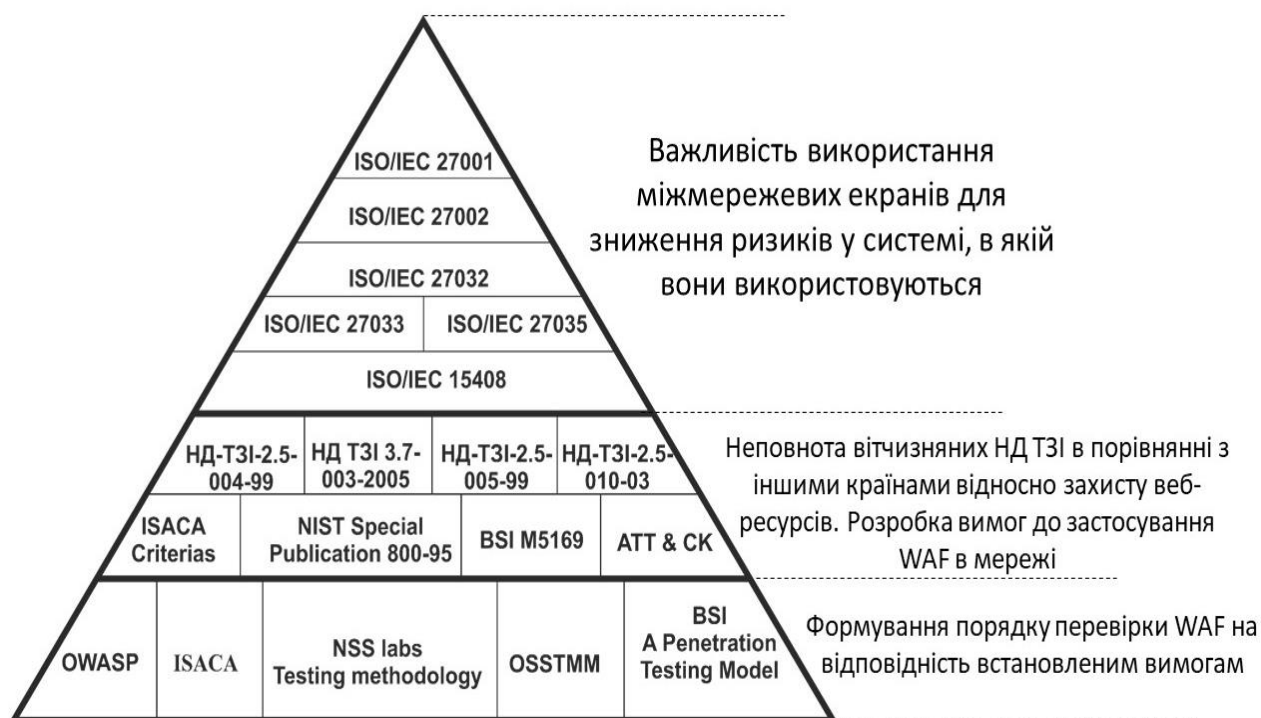 ISO/IEC 27001
ISO/IEC 27002
ISO/IEC 27032
ISO/IEC 27033
ISO/IEC 27035
ISO/IEC 15408
Важливість використання
міжмережевих екранів для
зниження ризиків у системі, в якій
вони використовуються
НД-ТЗІ-2.5-
004-99
НД ТЗІ 3.7-
003-2005
НД-ТЗІ-2.5-
005-99
НД-ТЗІ-2.5-
010-03
ISACA
Criterias
NIST Special
Publication 800-95
BSI M5169
ATT & CK
Неповнота вітчизняних НД ТЗІ в порівнянні з
іншими країнами відносно захисту веб-
ресурсів. Розробка вимог до застосування
WAF в мережі
OWASP
ISACA
NSS labs
Testing methodology
OSSTMM
BSI
A Penetration
Testing Model
Формування порядку перевірки WAF на
відповідність встановленим вимогам